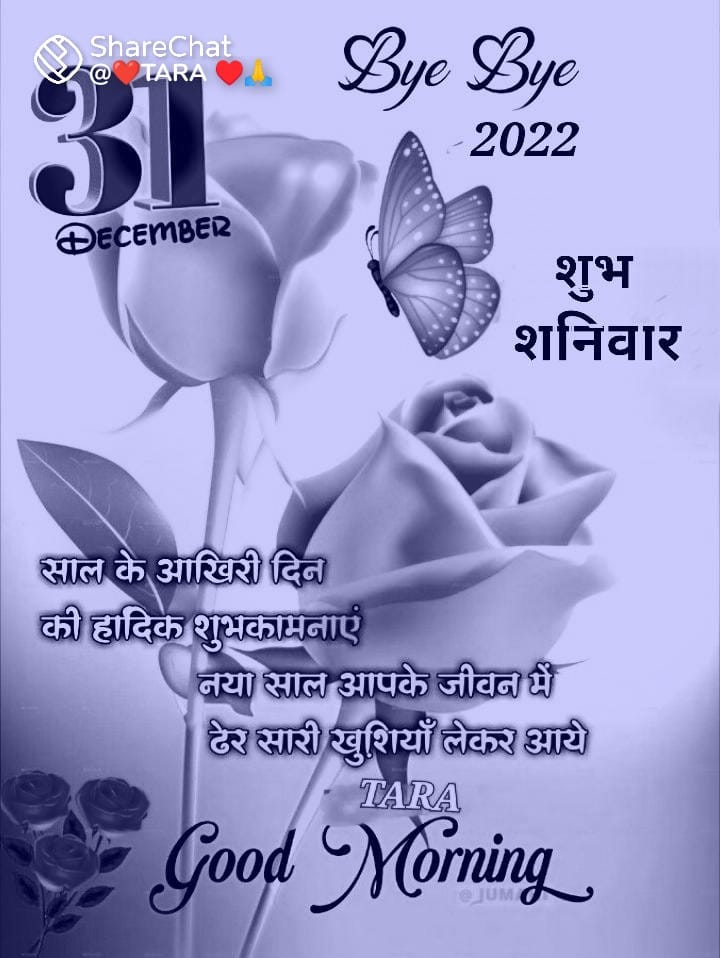 ShareChat
@❤️TARA ❤️🙏
Bye Bye
2022
31
DECEMBER
शुभ
शनिवार
साल के आखिरी दिन
की हादिक शुभकामनाएं
नया साल आपके जीवन में
ढेर सारी खुशियाँ लेकर आये
TARA
Good Morning